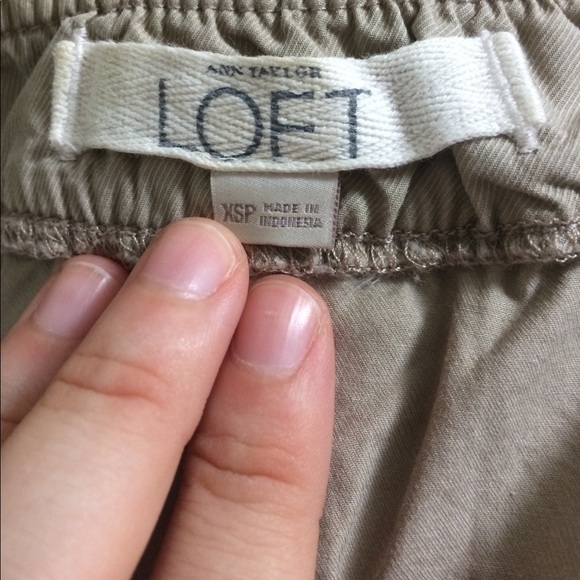 ANN TAYLOR
LOFT
XSP MADE IN
INDONESIA